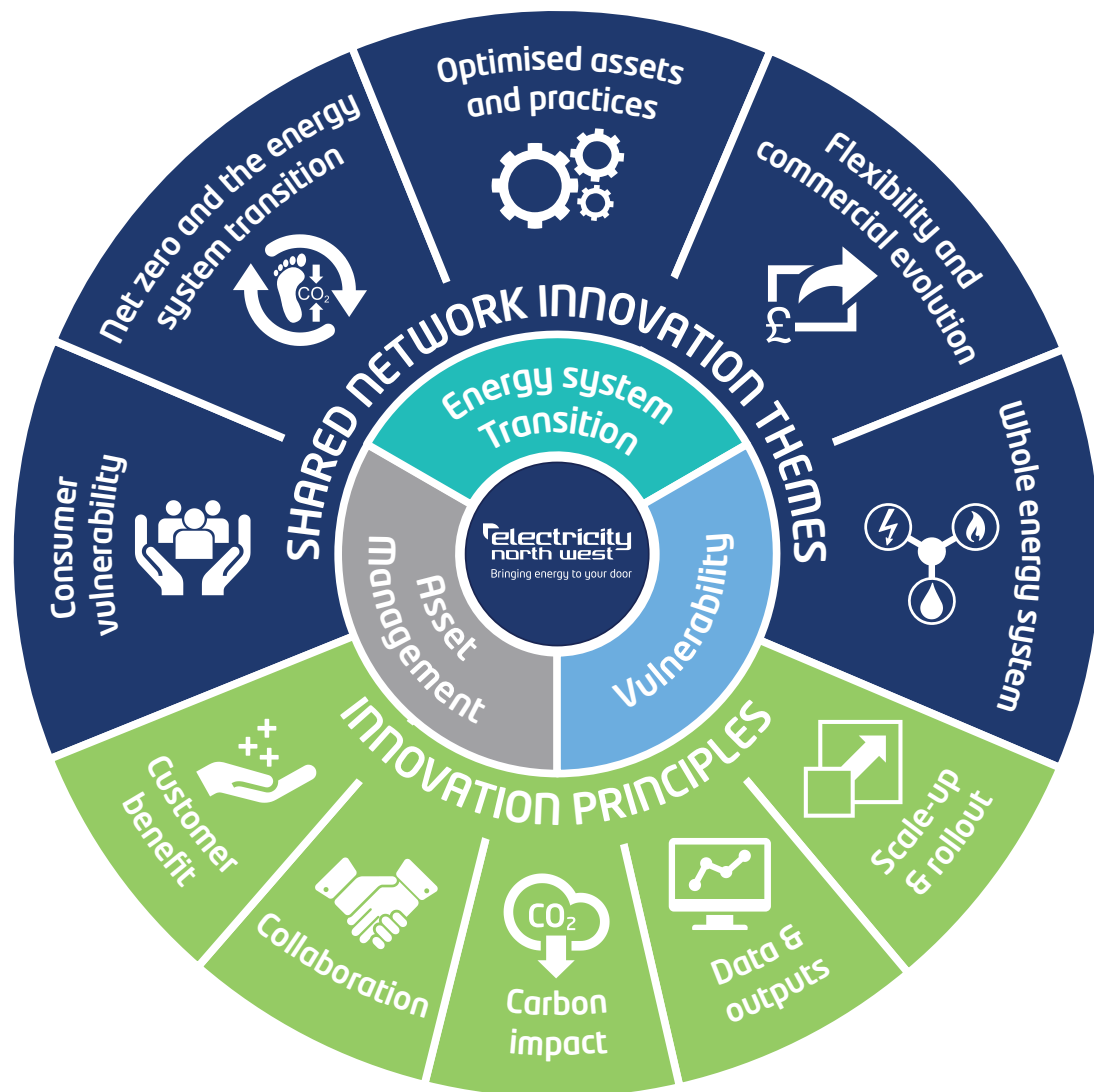 Optimised assets
and practices
Net zero and the energy
system transition
CO₂
Flexibility and
commercial evolution
£
Consumer
vulnerability
Whole energy system
SHARED NETWORK INNOVATION THEMES
Energy system
Transition
Asset
Management
Vulnerability
electricity
north west
Bringing energy to your door
INNOVATION PRINCIPLES
Customer
benefit
Collaboration
CO₂
Carbon
impact
Data &
outputs
Scale-up
& rollout